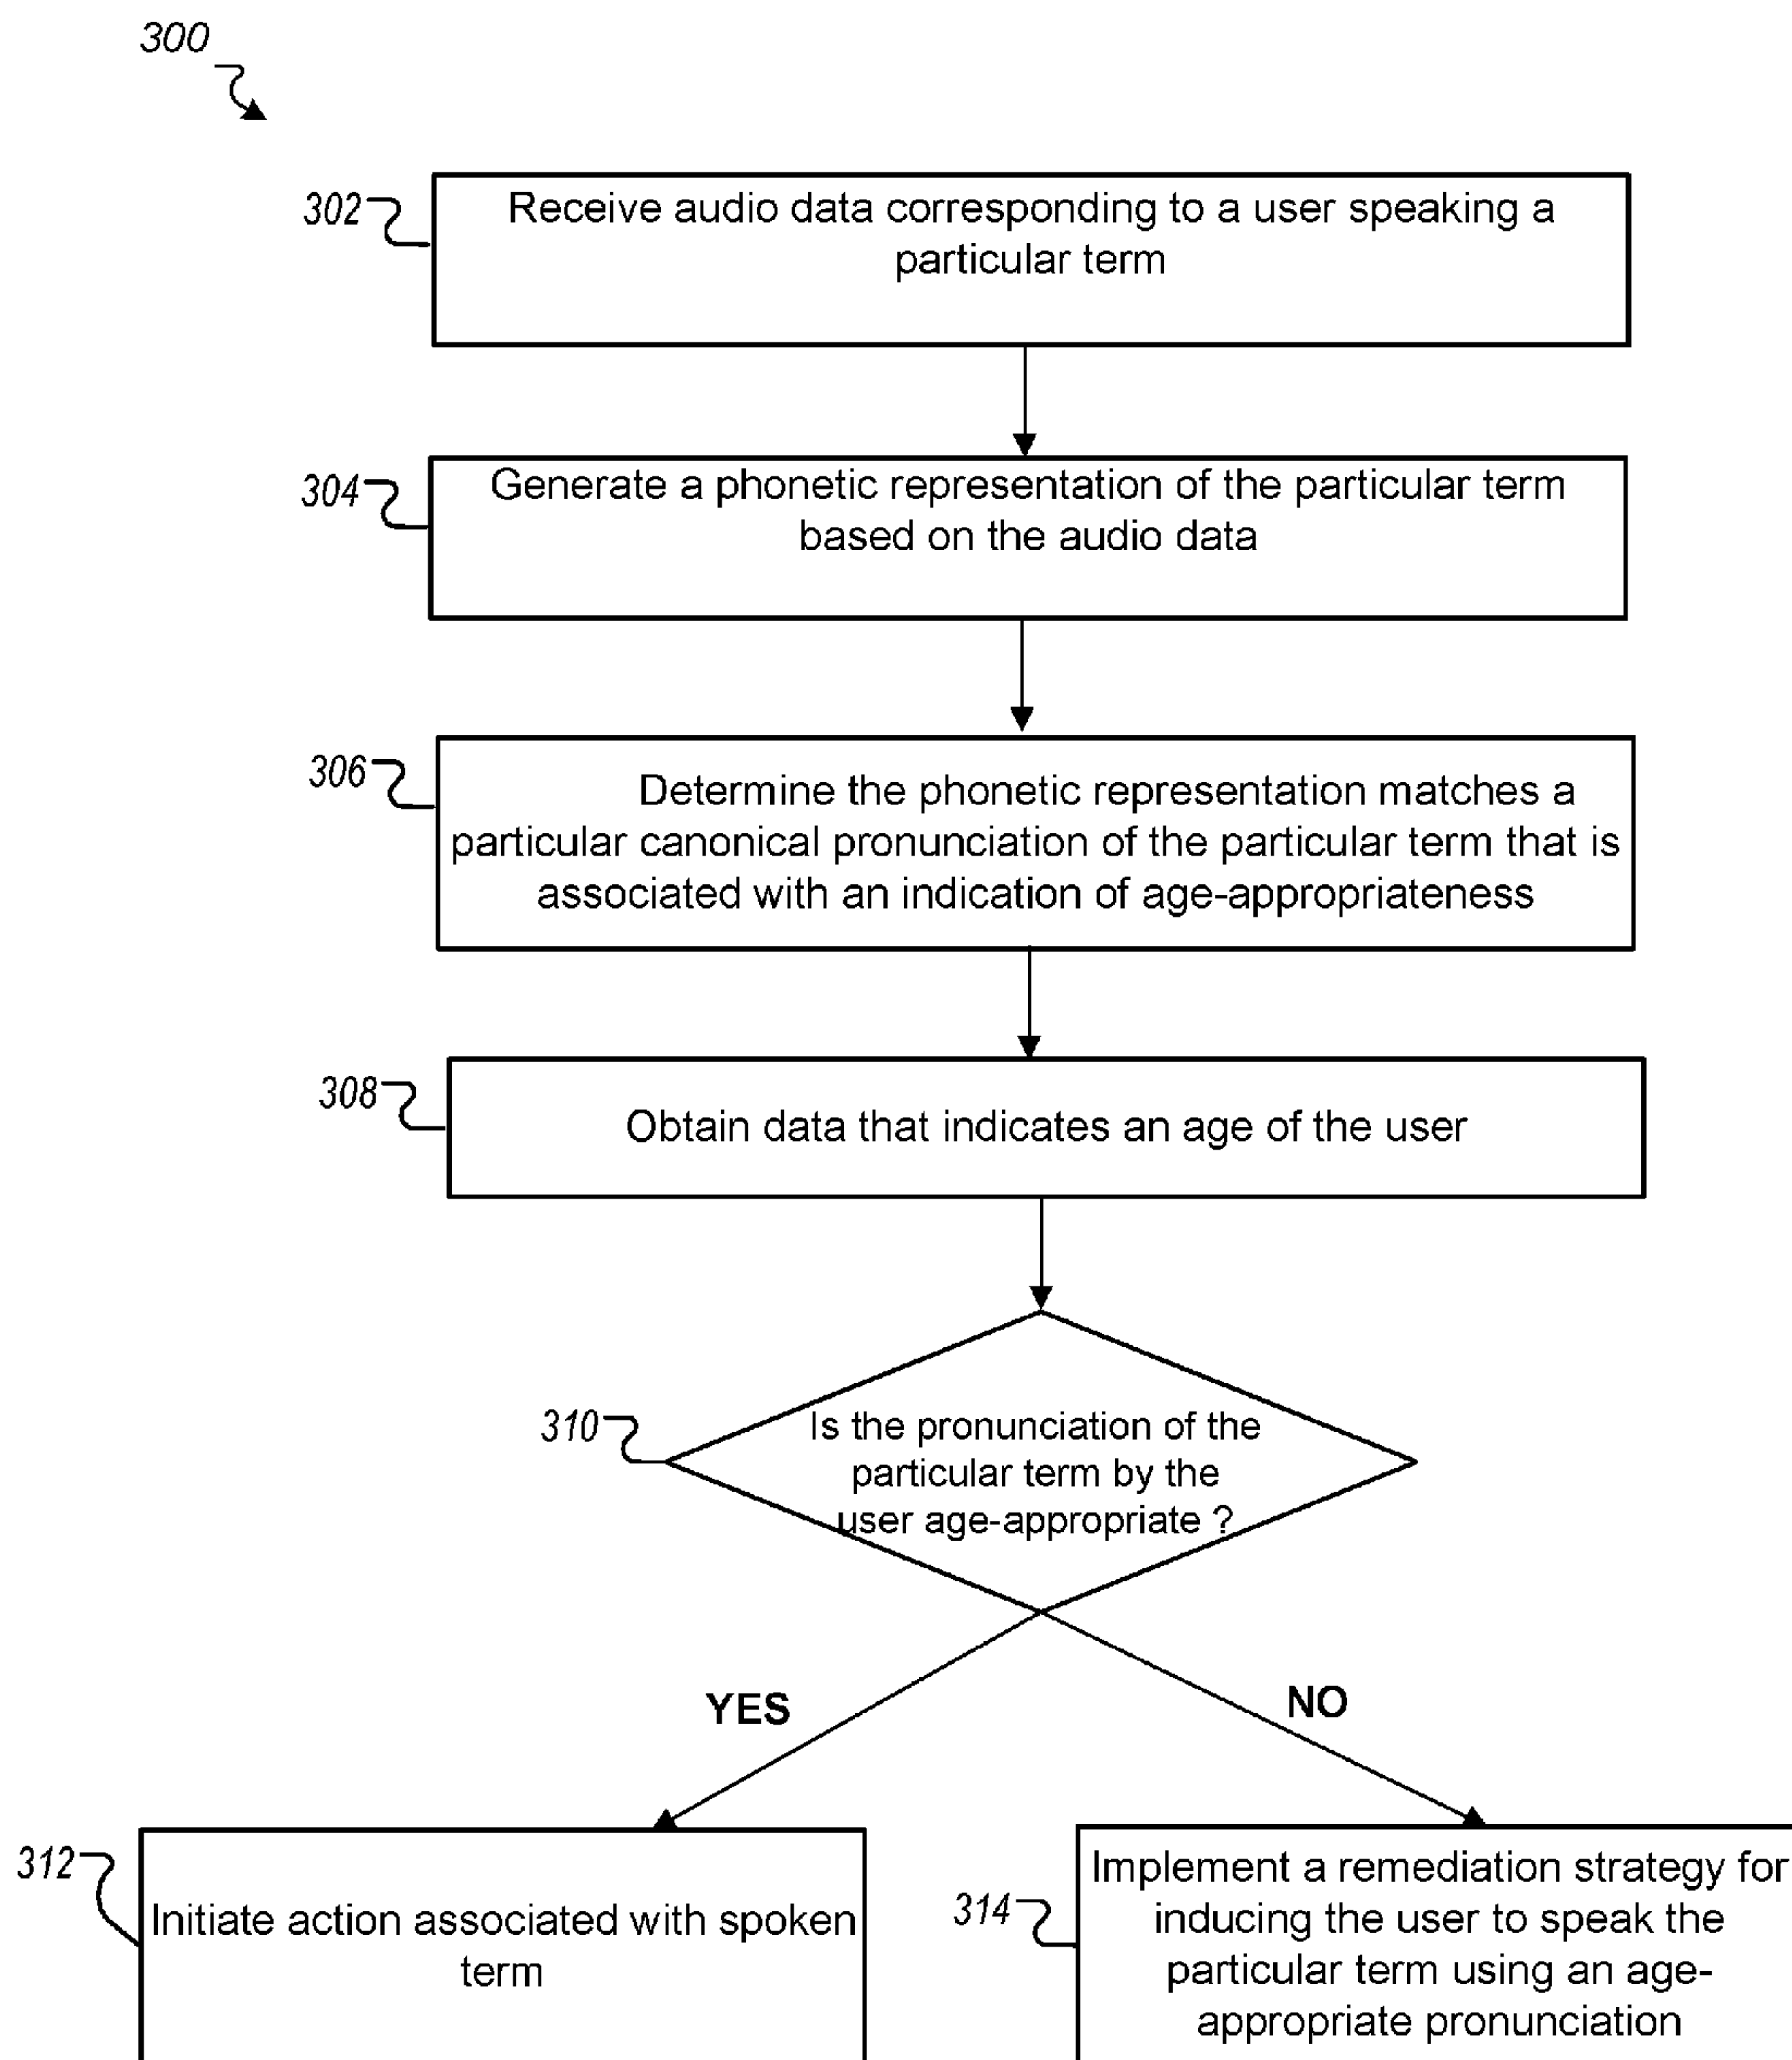 300
302
Receive audio data corresponding to a user speaking a
particular term
304
Generate a phonetic representation of the particular term
based on the audio data
306
Determine the phonetic representation matches a
particular canonical pronunciation of the particular term that is
associated with an indication of age-appropriateness
308
Obtain data that indicates an age of the user
310
Is the pronunciation of the
particular term by the
user age-appropriate ?
YES
NO
312
Initiate action associated with spoken
term
314
Implement a remediation strategy for
inducing the user to speak the
particular term using an age-
appropriate pronunciation